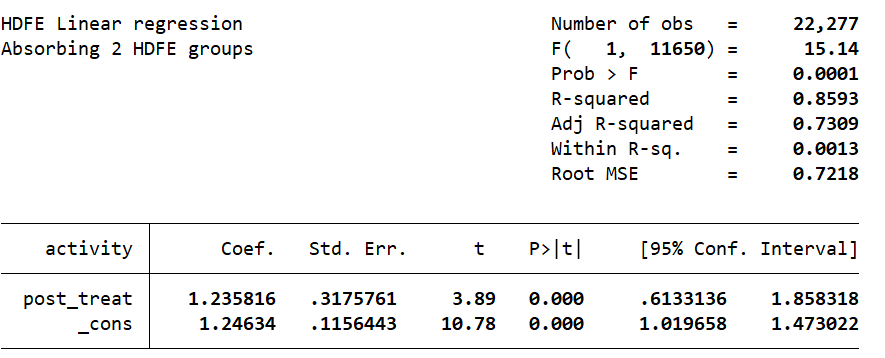 HDFE Linear regression Number of obs = 22,277
Absorbing 2 HDFE groups F( 1, 11650) = 15.14
Prob > F = 0.0001
R-squared = 0.8593
Adj R-squared = 0.7309
Within R-sq. = 0.0013
Root MSE = 0.7218
activity Coef. Std. Err. t P>|t| [95% Conf. Interval]
post_treat 1.235816 .3175761 3.89 0.000 .6133136 1.858318
_cons 1.24634 .1156443 10.78 0.000 1.019658 1.473022